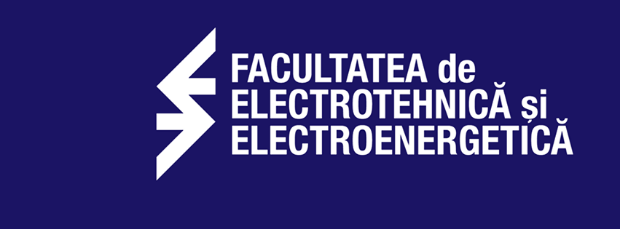 FACULTATEA de
ELECTROTEHNICĂ și
ELECTROENERGETICĂ